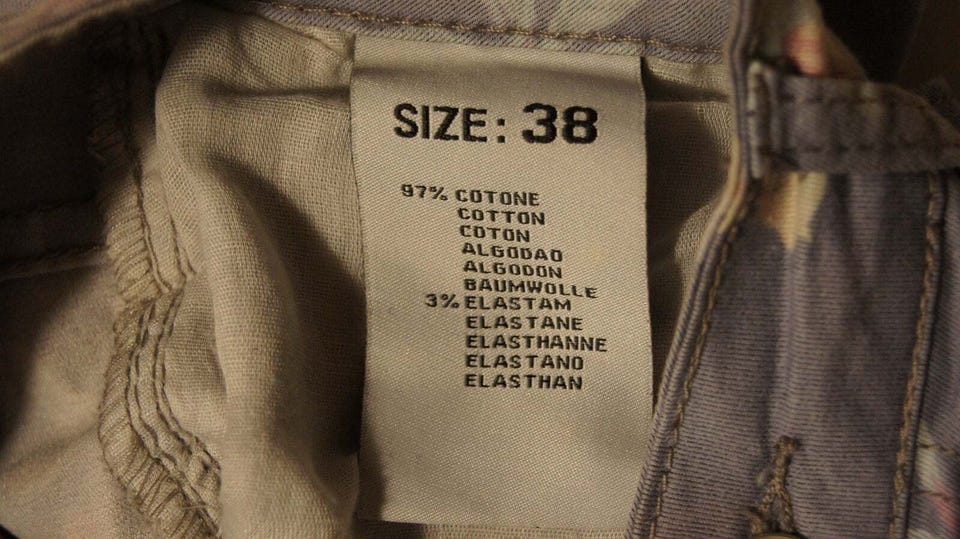 SIZE: 38
97% COTONE
COTTON
COTON
ALGODAO
ALGODON
BAUMWOLLE
3% ELASTAM
ELASTANE
ELASTHANNE
ELASTANO
ELASTHAN